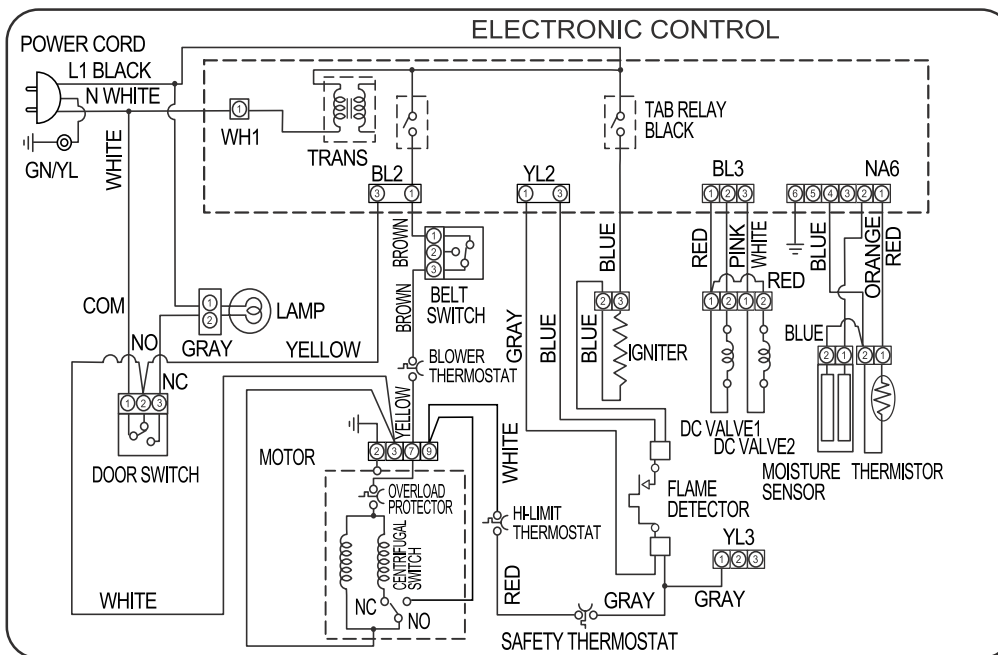 ELECTRONIC CONTROL
POWER CORD
L1 BLACK
N WHITE
GN/YL
WHITE
1
WH1
TRANS
TAB RELAY
BLACK
BL2
3 1
YL2
1 3
BL3
1 2 3
NA6
6 5 4 3 2 1
BROWN
1
2
3
BELT
SWITCH
BROWN
BLUE
RED
PINK
WHITE
RED
BLUE
ORANGE
RED
COM
1
2
LAMP
GRAY
NO
NC
YELLOW
BLOWER
THERMOSTAT
YELLOW
GRAY
BLUE
BLUE
2 3
IGNITER
1 2 1 2
DC VALVE1
DC VALVE2
BLUE
2 1
2 1
MOISTURE
SENSOR
THERMISTOR
1 2 3
DOOR SWITCH
MOTOR
2 3 7 9
WHITE
OVERLOAD
PROTECTOR
CENTRIFUGAL
SWITCH
NC
NO
HI-LIMIT
THERMOSTAT
FLAME
DETECTOR
YL3
1 2 3
WHITE
RED
GRAY
GRAY
SAFETY THERMOSTAT